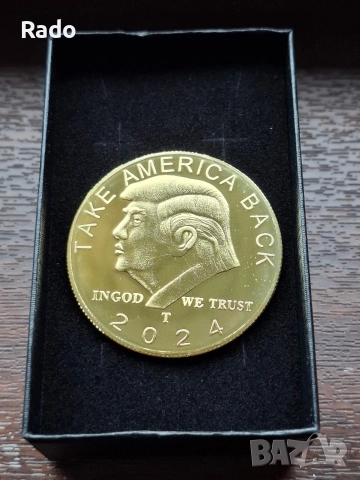 Rado
TAKE AMERICA BACK
INGOD WE TRUST
T
2024
BAZAR